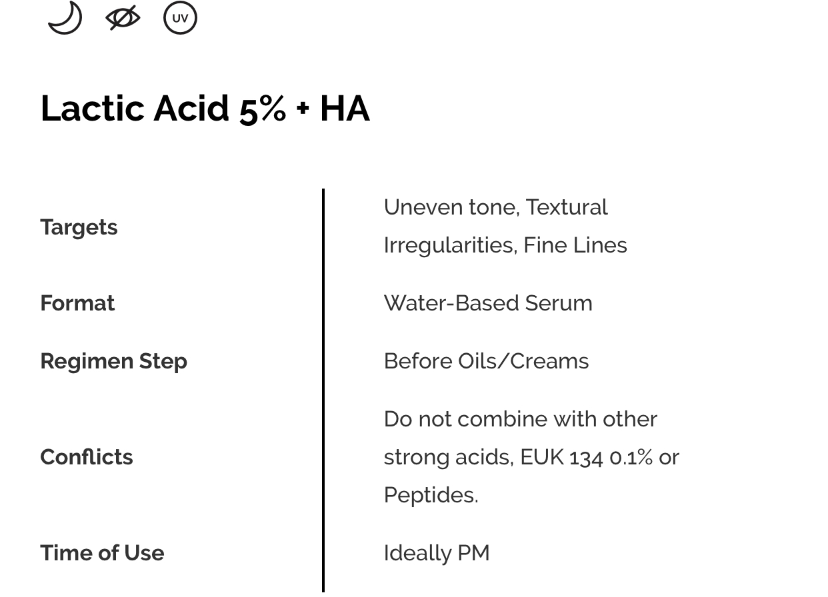 UV
Lactic Acid 5% + HA
Targets
Uneven tone, Textural
Irregularities, Fine Lines
Format
Water-Based Serum
Regimen Step
Before Oils/Creams
Conflicts
Do not combine with other
strong acids, EUK 134 0.1% or
Peptides.
Time of Use
Ideally PM